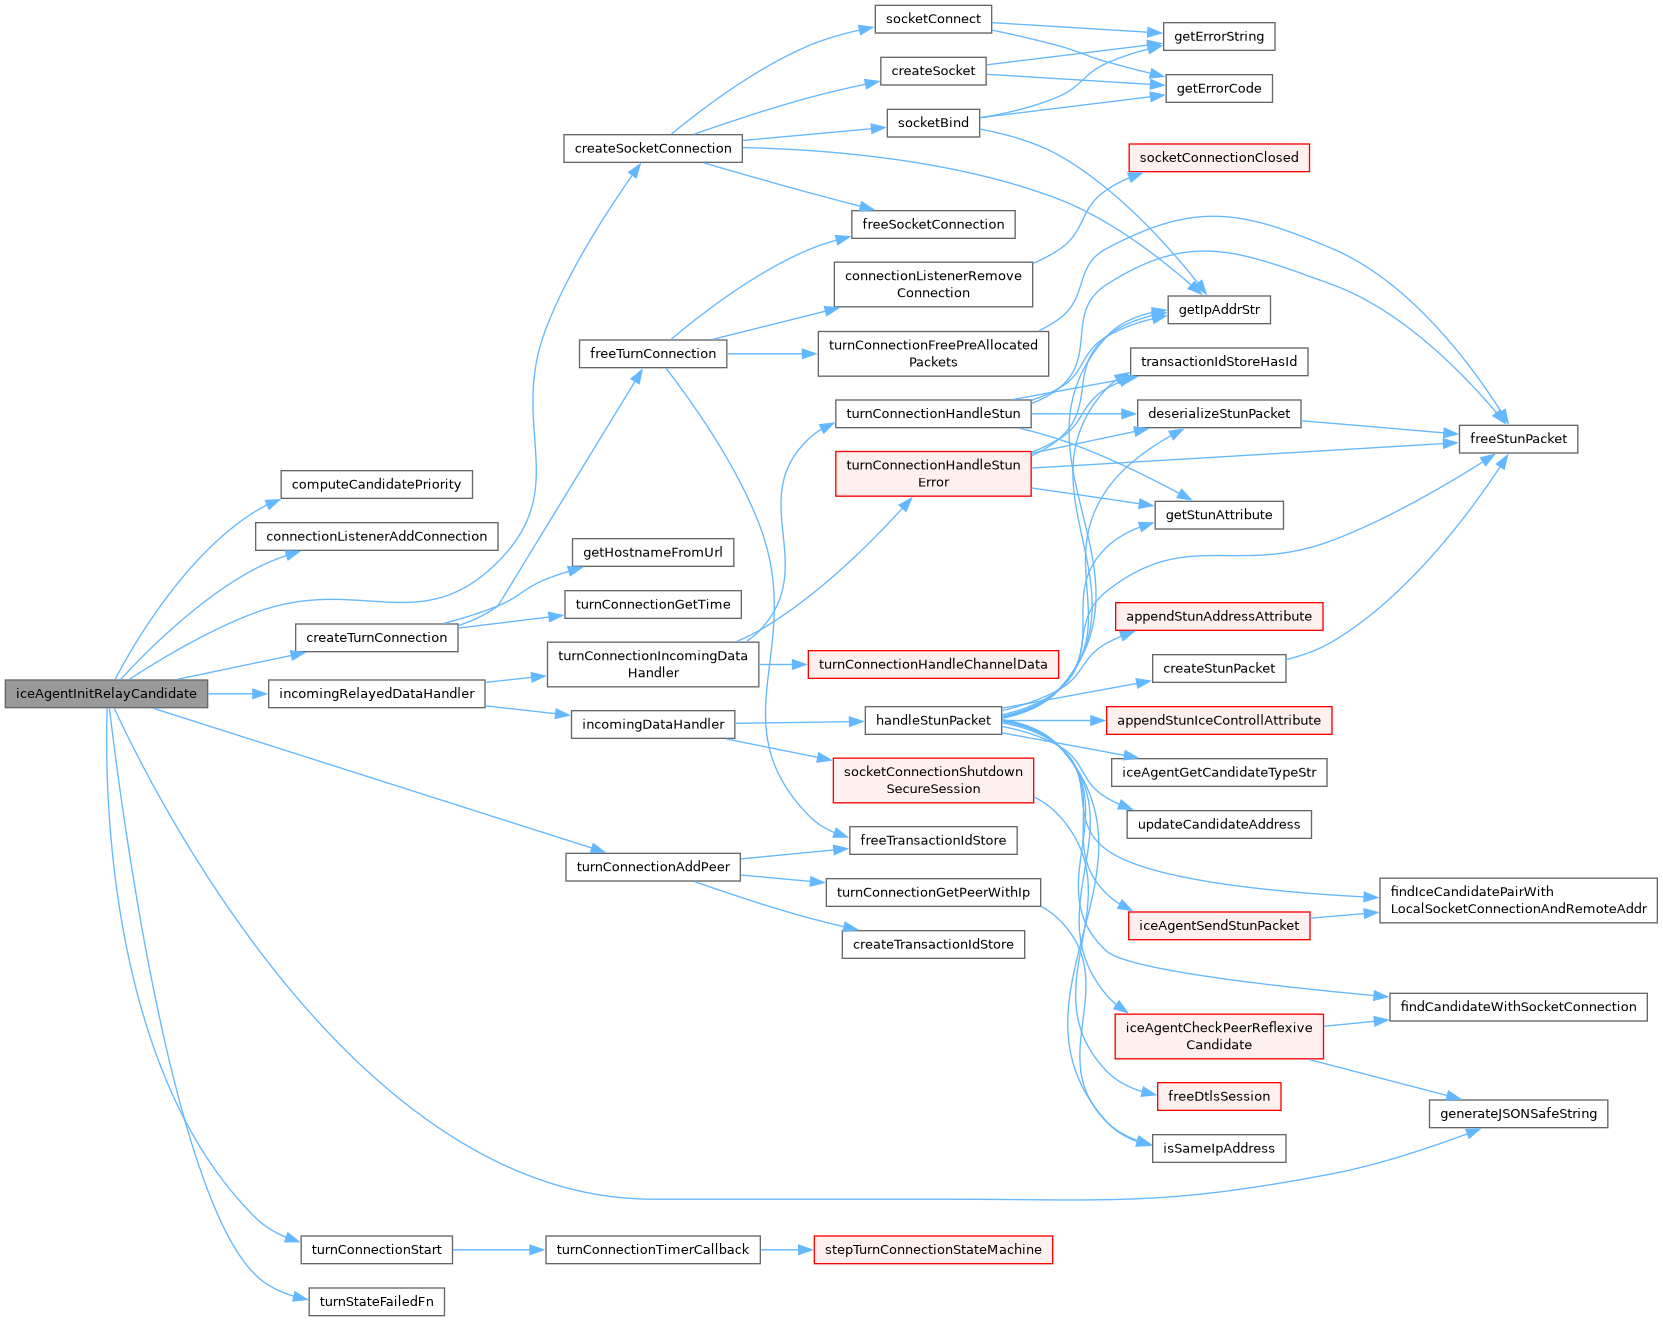 socketConnect
getErrorString
createSocket
getErrorCode
socketBind
createSocketConnection
socketConnectionClosed
freeSocketConnection
connectionListenerRemove
Connection
getIpAddrStr
turnConnectionFreePreAllocated
Packets
freeTurnConnection
transactionIdStoreHasId
turnConnectionHandleStun
deserializeStunPacket
freeStunPacket
turnConnectionHandleStun
Error
computeCandidatePriority
getStunAttribute
connectionListenerAddConnection
getHostnameFromUrl
turnConnectionGetTime
appendStunAddressAttribute
createTurnConnection
turnConnectionIncomingData
Handler
turnConnectionHandleChannelData
createStunPacket
iceAgentInitRelayCandidate
incomingRelayedDataHandler
incomingDataHandler
handleStunPacket
appendStunIceControllAttribute
iceAgentGetCandidateTypeStr
socketConnectionShutdown
SecureSession
updateCandidateAddress
freeTransactionIdStore
turnConnectionAddPeer
turnConnectionGetPeerWithIp
findIceCandidatePairWith
LocalSocketConnectionAndRemoteAddr
iceAgentSendStunPacket
createTransactionIdStore
findCandidateWithSocketConnection
iceAgentCheckPeerReflexive
Candidate
freeDtlsSession
generateJSONSafeString
isSameIpAddress
turnConnectionStart
turnConnectionTimerCallback
stepTurnConnectionStateMachine
turnStateFailedFn